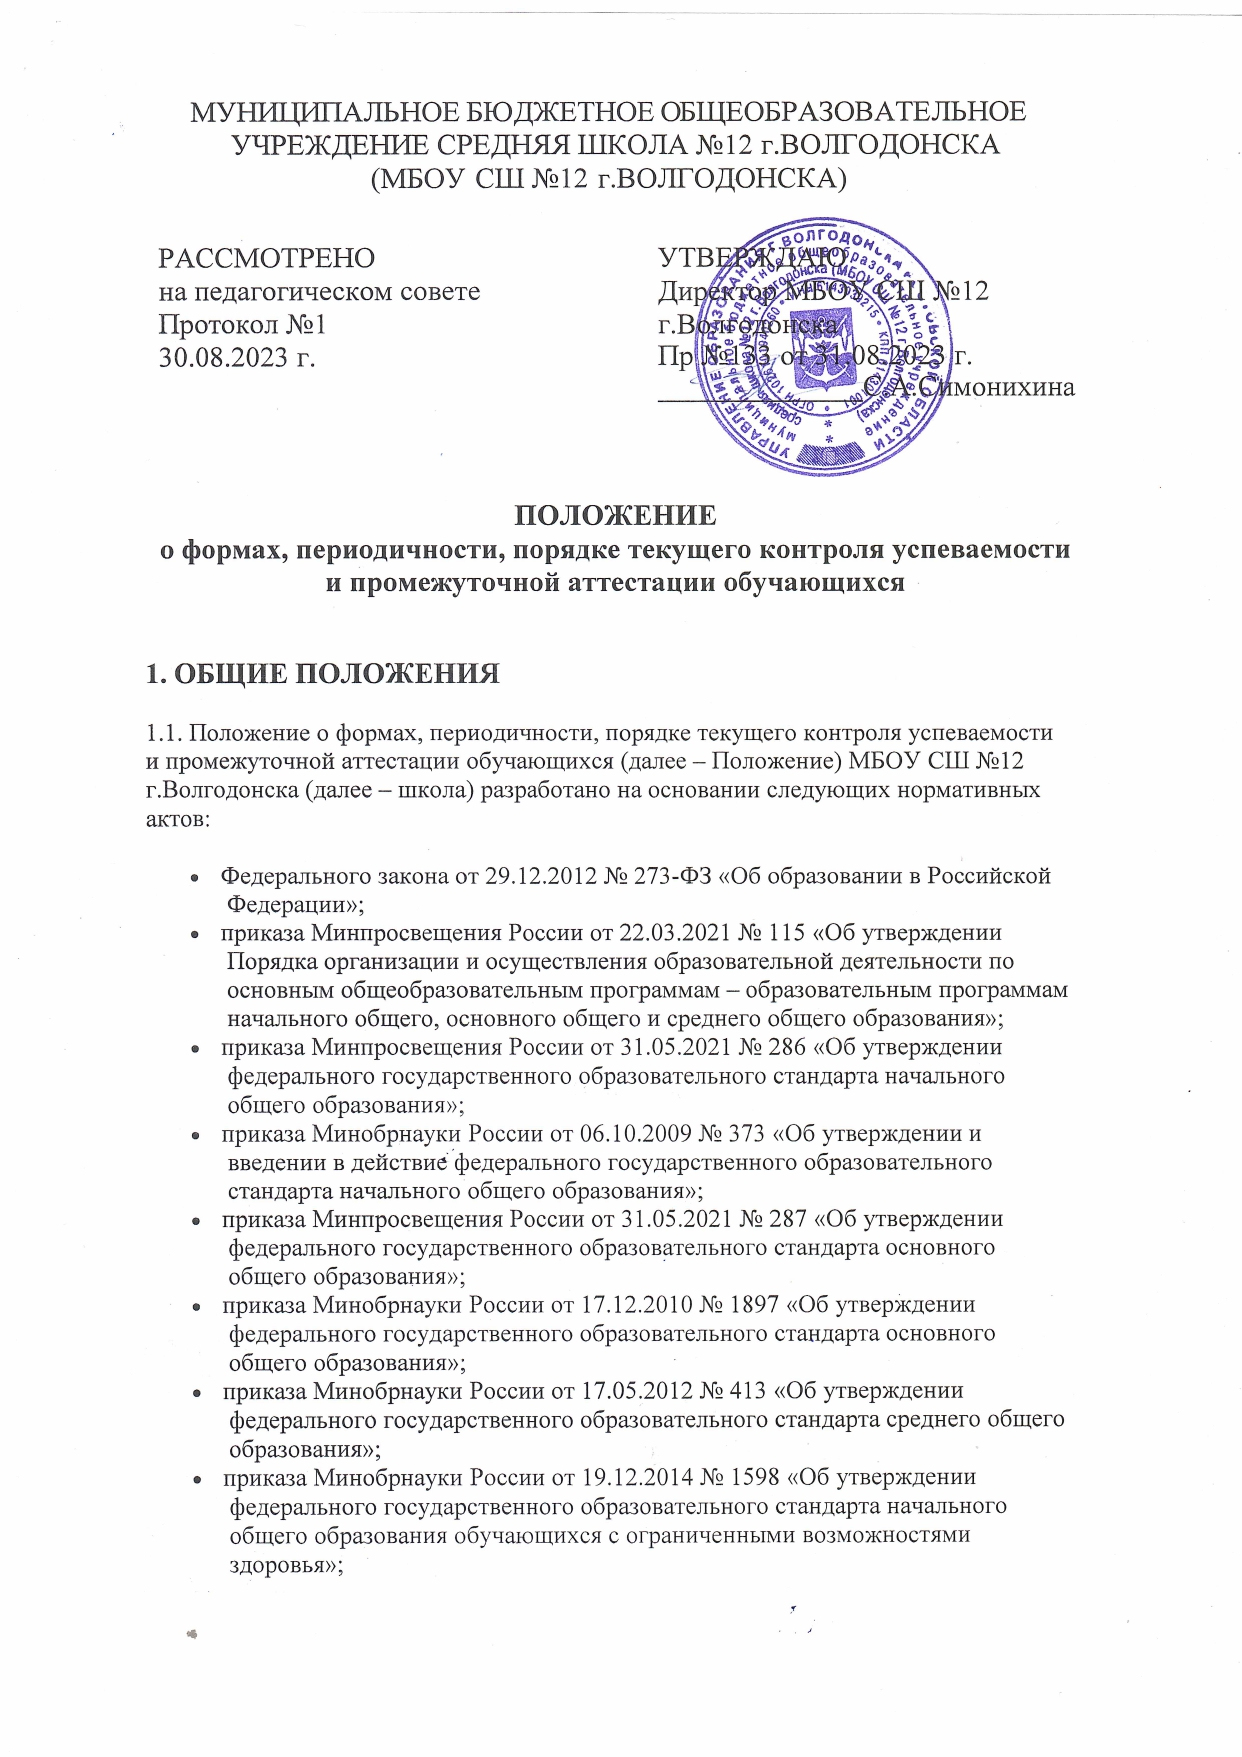 МУНИЦИПАЛЬНОЕ БЮДЖЕТНОЕ ОБЩЕОБРАЗОВАТЕЛЬНОЕ
УЧРЕЖДЕНИЕ СРЕДНЯЯ ШКОЛА №12 г.ВОЛГОДОНСКА
(МБОУ СШ №12 г.ВОЛГОДОНСКА)
РАССМОТРЕНО
на педагогическом совете
Протокол №1
30.08.2023 г.
УТВЕРЖДАЮ
Директор МБОУ СШ №12
г.Волгодонска
Пр №133 от 31.08.2023 г.
______________ С.А.Симонихина
ПОЛОЖЕНИЕ
о формах, периодичности, порядке текущего контроля успеваемости
и промежуточной аттестации обучающихся
1. ОБЩИЕ ПОЛОЖЕНИЯ
1.1. Положение о формах, периодичности, порядке текущего контроля успеваемости
и промежуточной аттестации обучающихся (далее – Положение) МБОУ СШ №12
г.Волгодонска (далее – школа) разработано на основании следующих нормативных
актов:
• Федерального закона от 29.12.2012 № 273-ФЗ «Об образовании в Российской
Федерации»;
• приказа Минпросвещения России от 22.03.2021 № 115 «Об утверждении
Порядка организации и осуществления образовательной деятельности по
основным общеобразовательным программам – образовательным программам
начального общего, основного общего и среднего общего образования»;
• приказа Минпросвещения России от 31.05.2021 № 286 «Об утверждении
федерального государственного образовательного стандарта начального
общего образования»;
• приказа Минобрнауки России от 06.10.2009 № 373 «Об утверждении и
введении в действие федерального государственного образовательного
стандарта начального общего образования»;
• приказа Минпросвещения России от 31.05.2021 № 287 «Об утверждении
федерального государственного образовательного стандарта основного
общего образования»;
• приказа Минобрнауки России от 17.12.2010 № 1897 «Об утверждении
федерального государственного образовательного стандарта основного
общего образования»;
• приказа Минобрнауки России от 17.05.2012 № 413 «Об утверждении
федерального государственного образовательного стандарта среднего общего
образования»;
• приказа Минобрнауки России от 19.12.2014 № 1598 «Об утверждении
федерального государственного образовательного стандарта начального
общего образования обучающихся с ограниченными возможностями
здоровья»;